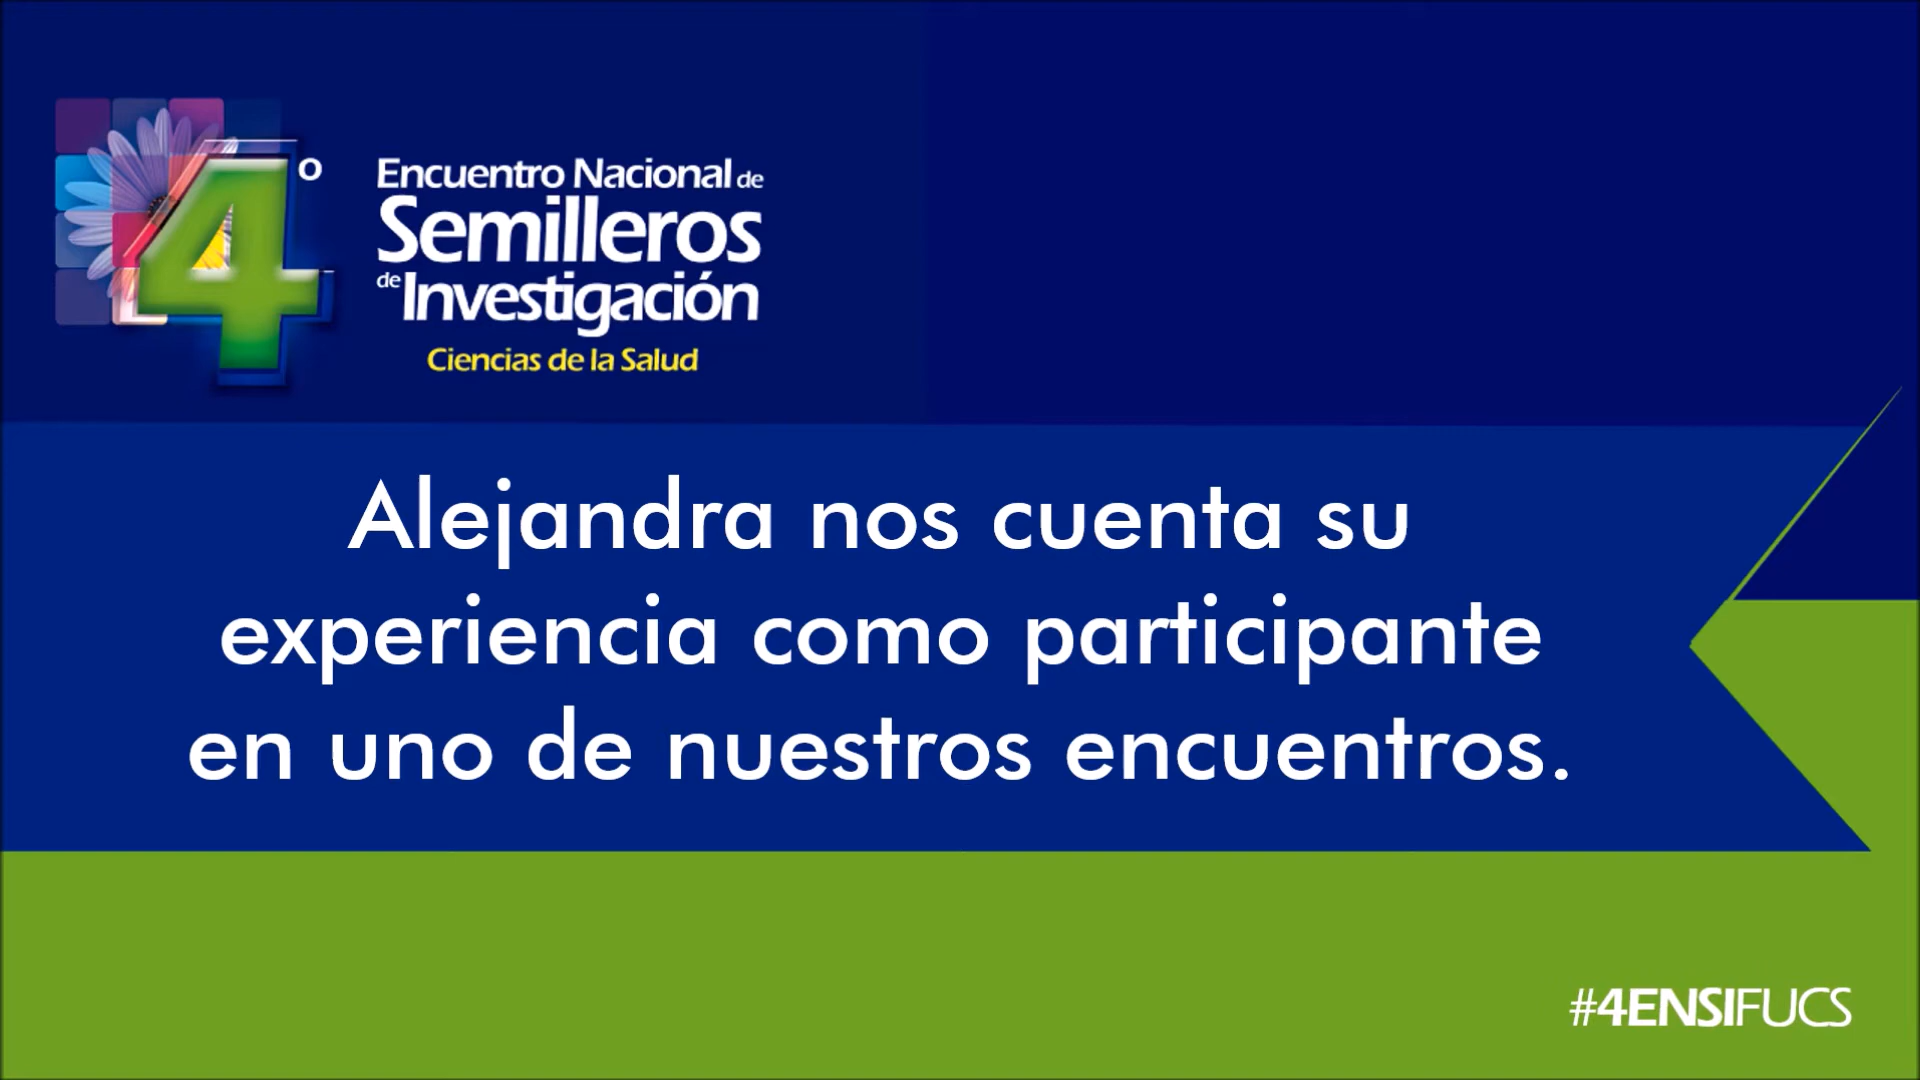 4º
Encuentro Nacional de
Semilleros
de Investigación
Ciencias de la Salud
Alejandra nos cuenta su
experiencia como participante
en uno de nuestros encuentros.
#4ENSIFUCS